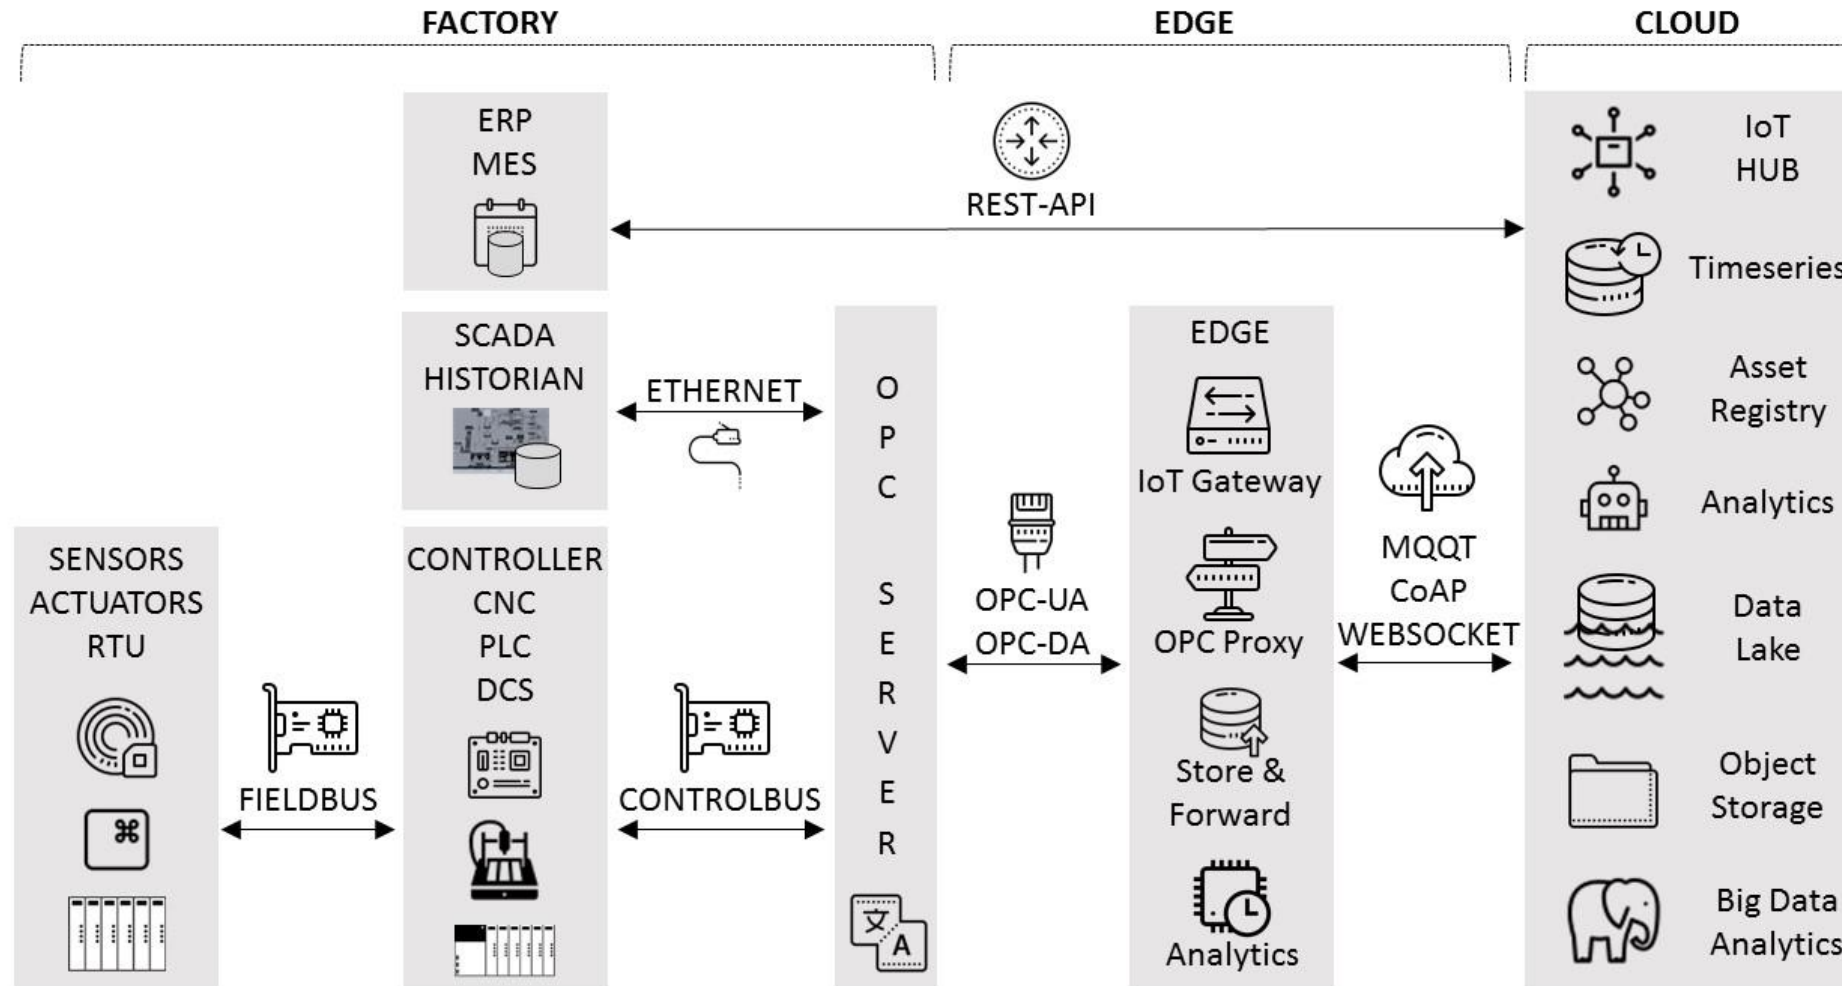 FACTORY
EDGE
CLOUD
ERP
MES
REST-API
IoT
HUB
Timeseries
SCADA
HISTORIAN
ETHERNET
O
P
C
S
E
R
V
E
R
文
A
EDGE
IoT Gateway
OPC Proxy
Store &
Forward
Analytics
SENSORS
ACTUATORS
RTU
FIELDBUS
CONTROLLER
CNC
PLC
DCS
CONTROLBUS
OPC-UA
OPC-DA
MQQT
CoAP
WEBSOCKET
Asset
Registry
Analytics
Data
Lake
Object
Storage
Big Data
Analytics